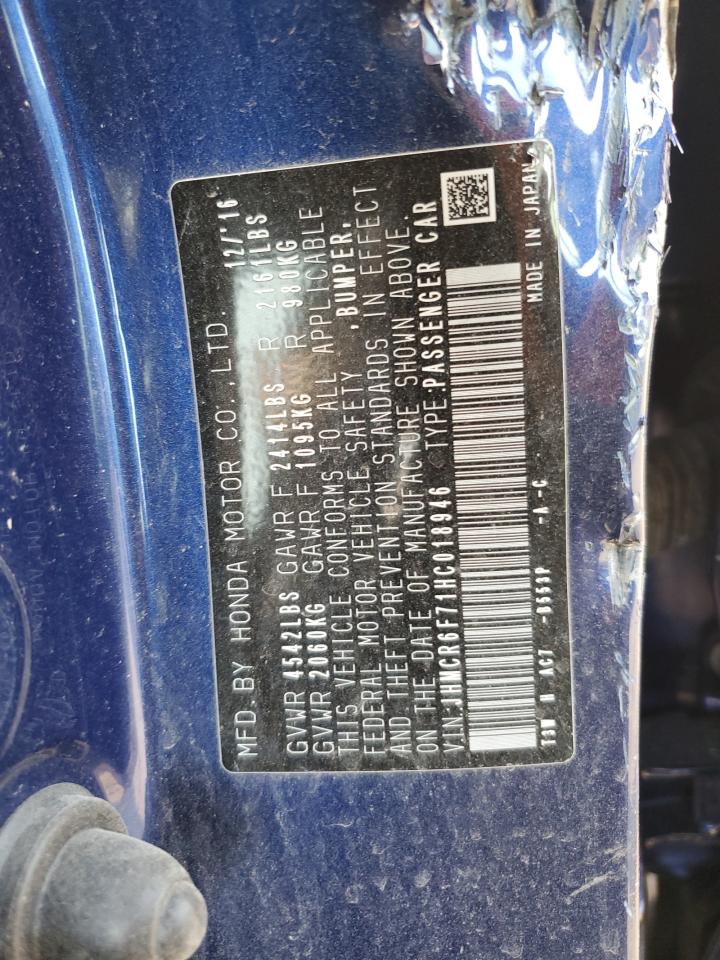 MFD. BY HONDA MOTOR CO., LTD. 12/'16
GVWR 4542LBS GAWR F 2414LBS R 2161LBS
GVWR 2060KG GAWR F 1095KG R 980KG
THIS VEHICLE CONFORMS TO ALL APPLICABLE
FEDERAL MOTOR VEHICLE SAFETY ,BUMPER,
AND THEFT PREVENTION STANDARDS IN EFFECT
ON THE DATE OF MANUFACTURE SHOWN ABOVE.
V.I.N.:JHMCR6F71HC018946 TYPE:PASSENGER CAR
-A-C MADE IN JAPAN